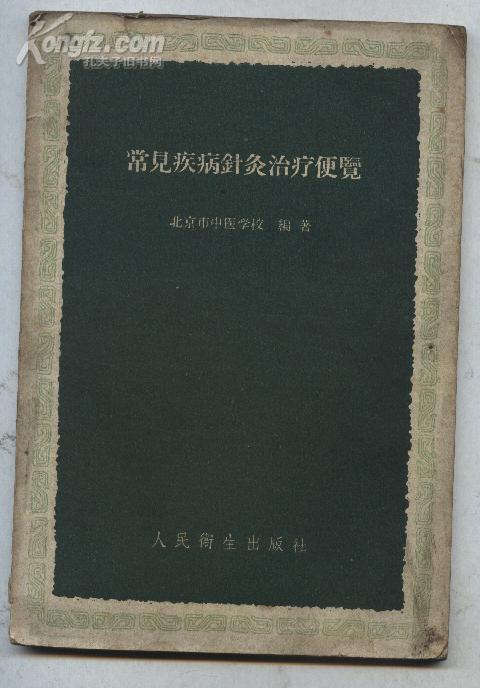 Kongfz.com
孔夫子旧书网
常見疾病針灸治疗便覽
北京市中医学校 編著
人民衛生出版社